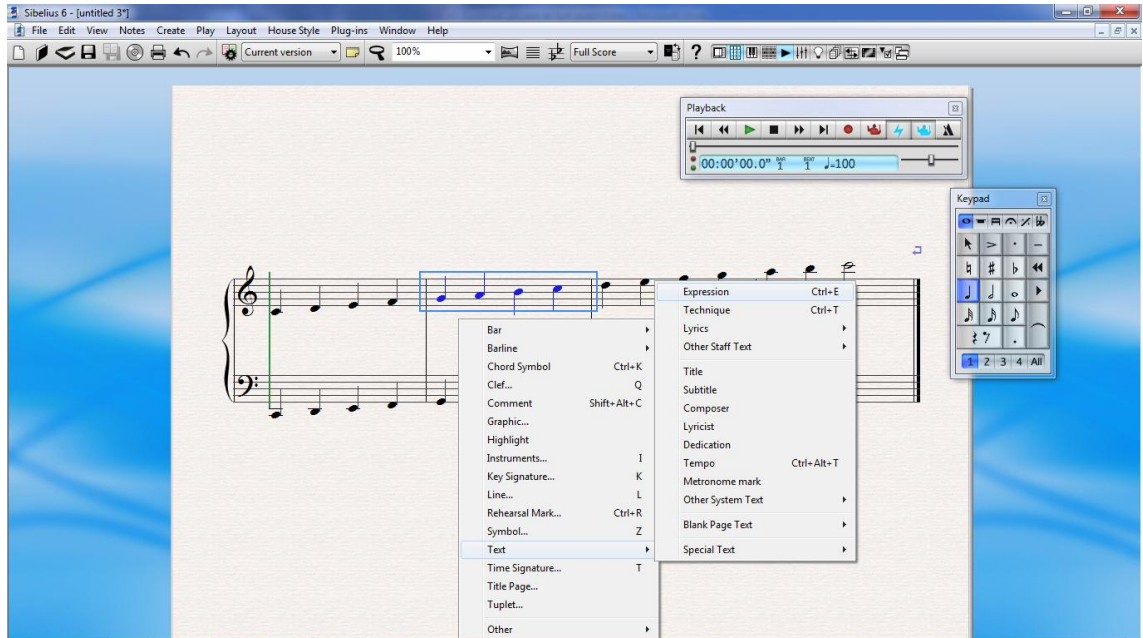 Sibelius 6 - [untitled 3*]
File Edit View Notes Create Play Layout House Style Plug-ins Window Help
Current version 100% Full Score
Playback
00:00'00.0" BAR 1 BEAT 1 ♩=100
Keypad
1 2 3 4 All
Bar
Barline
Chord Symbol Ctrl+K
Clef... Q
Comment Shift+Alt+C
Graphic...
Highlight
Instruments... I
Key Signature... K
Line... L
Rehearsal Mark... Ctrl+R
Symbol... Z
Text
Time Signature... T
Title Page...
Tuplet...
Other
Expression Ctrl+E
Technique Ctrl+T
Lyrics
Other Staff Text
Title
Subtitle
Composer
Lyricist
Dedication
Tempo Ctrl+Alt+T
Metronome mark
Other System Text
Blank Page Text
Special Text